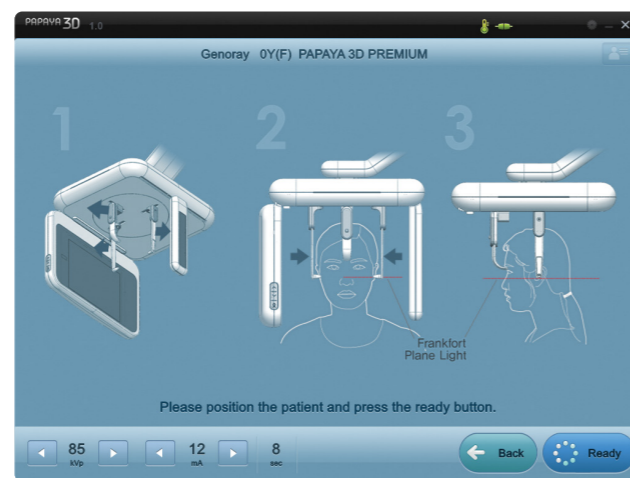 PAPAYA 3D 1.0
Genoray 0Y(F) PAPAYA 3D PREMIUM
1 2 3
Frankfort
Plane Light
Please position the patient and press the ready button.
85 12 8 Back Ready
kVp mA sec